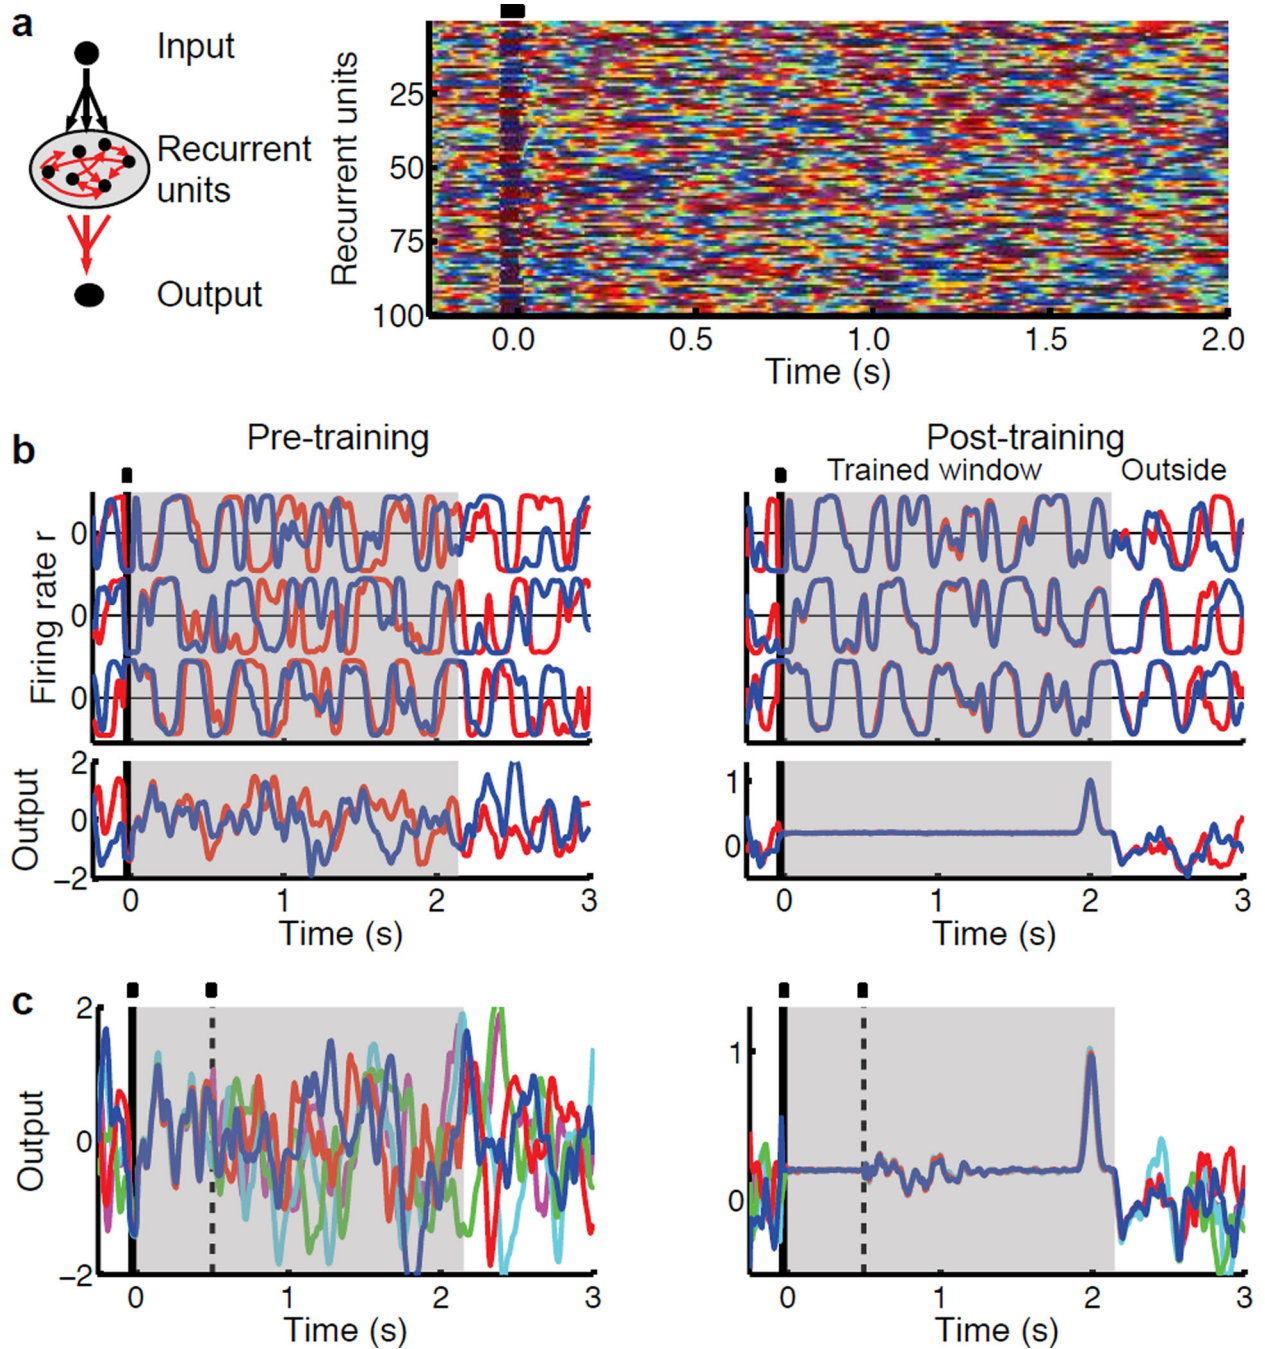 a
Input
Recurrent
units
Output
Recurrent units
25
50
75
100
0.0 0.5 1.0 1.5 2.0
Time (s)
b
Pre-training
Firing rate r
0
0
0
Output
2
0
−2
0 1 2 3
Time (s)
Post-training
Trained window Outside
1
0
0 1 2 3
Time (s)
c
Output
2
0
−2
0 1 2 3
Time (s)
1
0
0 1 2 3
Time (s)